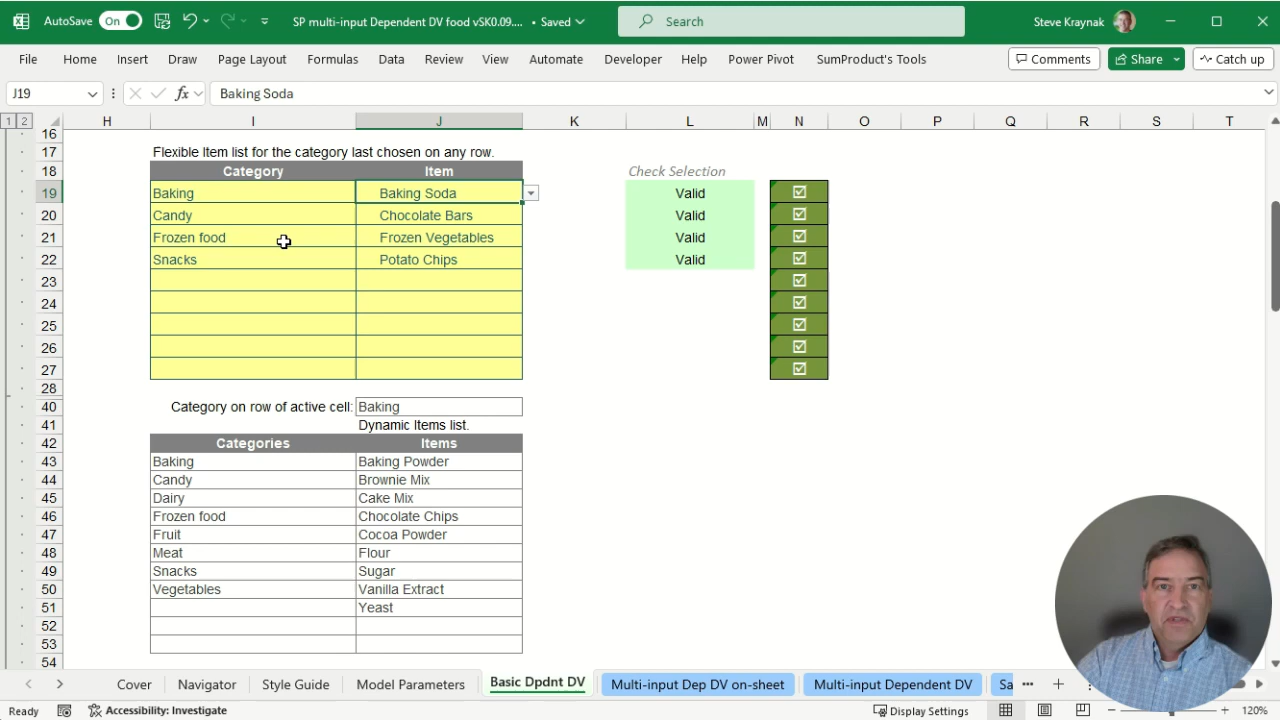 AutoSave On SP multi-input Dependent DV food vSK0.09.... • Saved Search Steve Kraynak
File Home Insert Draw Page Layout Formulas Data Review View Automate Developer Help Power Pivot SumProduct's Tools Comments Share Catch up
J19 fx Baking Soda
1 2 H I J K L M N O P Q R S T
16
17 Flexible Item list for the category last chosen on any row.
18 Category Item Check Selection
19 Baking Baking Soda Valid
20 Candy Chocolate Bars Valid
21 Frozen food Frozen Vegetables Valid
22 Snacks Potato Chips Valid
23
24
25
26
27
28
40 Category on row of active cell: Baking
41 Dynamic Items list.
42 Categories Items
43 Baking Baking Powder
44 Candy Brownie Mix
45 Dairy Cake Mix
46 Frozen food Chocolate Chips
47 Fruit Cocoa Powder
48 Meat Flour
49 Snacks Sugar
50 Vegetables Vanilla Extract
51 Yeast
52
53
54
Cover Navigator Style Guide Model Parameters Basic Dpdnt DV Multi-input Dep DV on-sheet Multi-input Dependent DV Sa ...
Ready Accessibility: Investigate Display Settings 120%